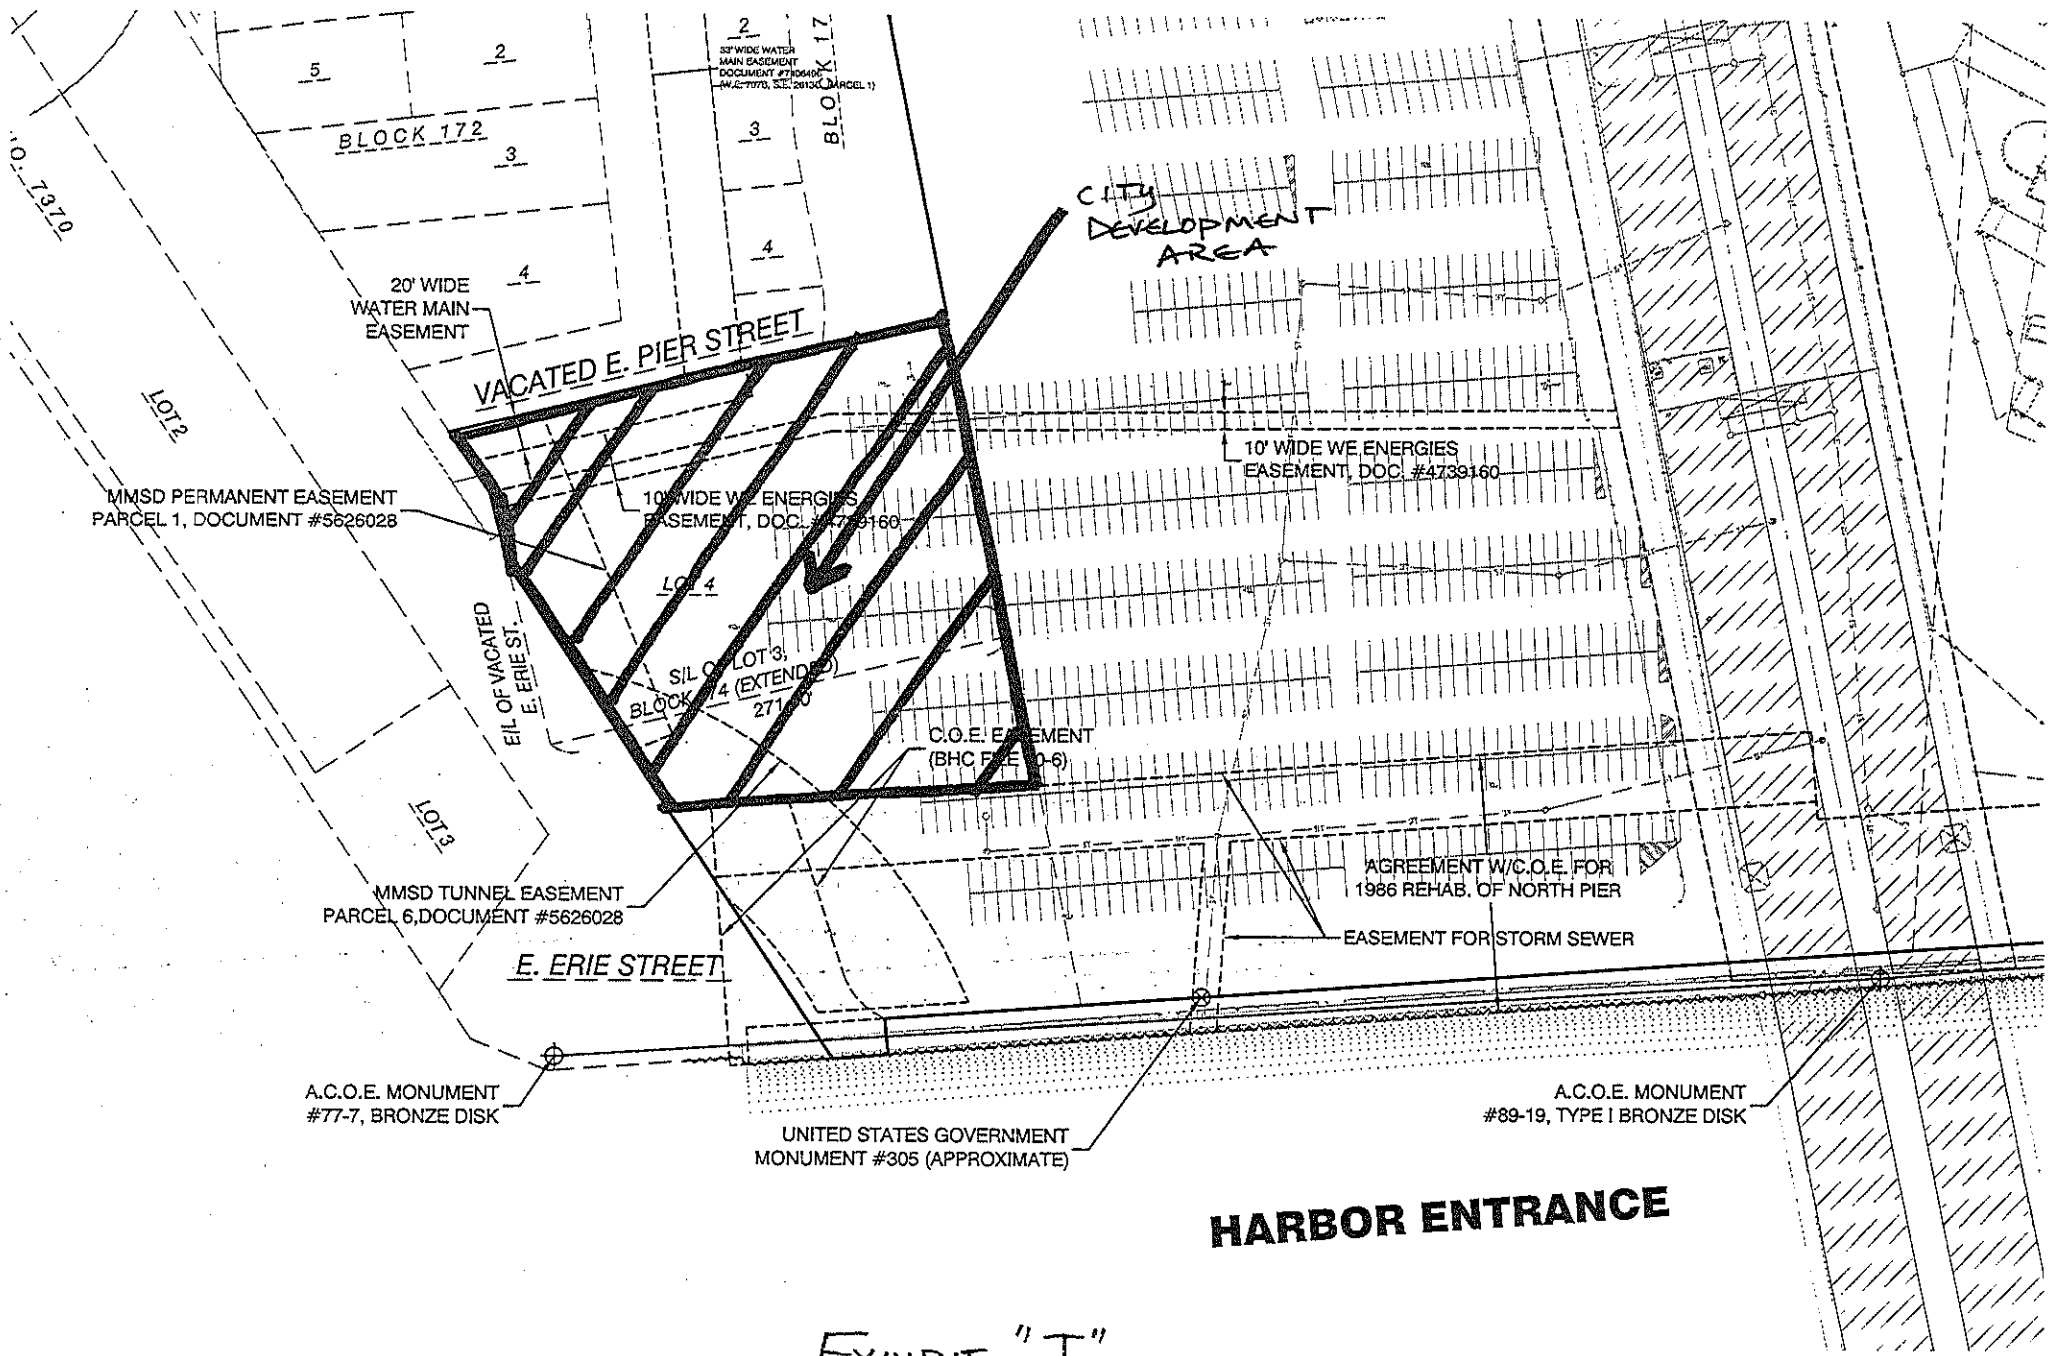 2
33' WIDE WATER
MAIN EASEMENT
BLOCK 17
5
2
BLOCK 172
3
3
4
4
NO. 7370
CITY
DEVELOPMENT
AREA
20' WIDE
WATER MAIN
EASEMENT
VACATED E. PIER STREET
LOT 2
10' WIDE WE ENERGIES
EASEMENT, DOC. #4739160
MMSD PERMANENT EASEMENT
PARCEL 1, DOCUMENT #5626028
10' WIDE WE ENERGIES
EASEMENT, DOC. #4739160
LOT 4
E/L OF VACATED
E. ERIE ST.
S/L OF LOT 3,
(EXTENDED)
C.O.E. EASEMENT
LOT 3
AGREEMENT W/C.O.E. FOR
1986 REHAB. OF NORTH PIER
MMSD TUNNEL EASEMENT
PARCEL 6,DOCUMENT #5626028
EASEMENT FOR STORM SEWER
E. ERIE STREET
A.C.O.E. MONUMENT
#77-7, BRONZE DISK
A.C.O.E. MONUMENT
#89-19, TYPE I BRONZE DISK
UNITED STATES GOVERNMENT
MONUMENT #305 (APPROXIMATE)
HARBOR ENTRANCE
EXHIBIT "I"